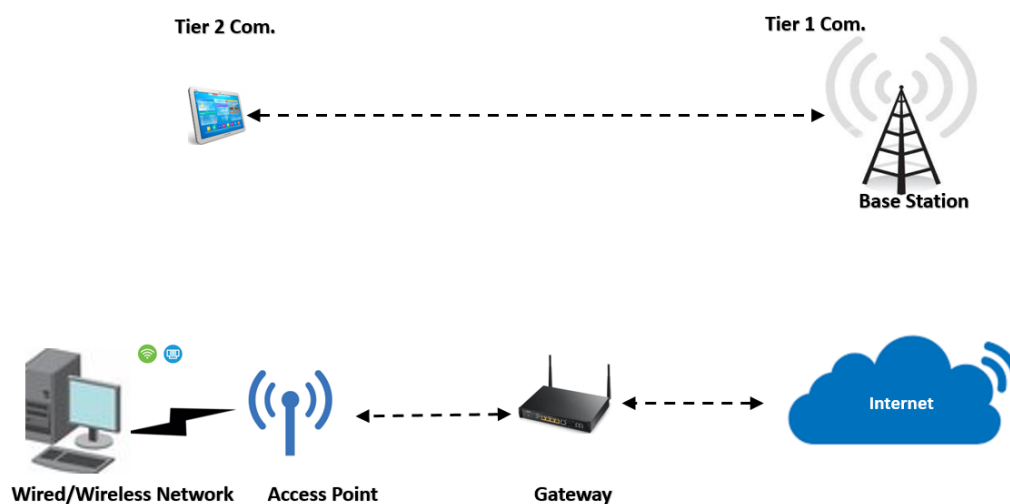 Tier 2 Com.
Tier 1 Com.
Base Station
Internet
Wired/Wireless Network
Access Point
Gateway